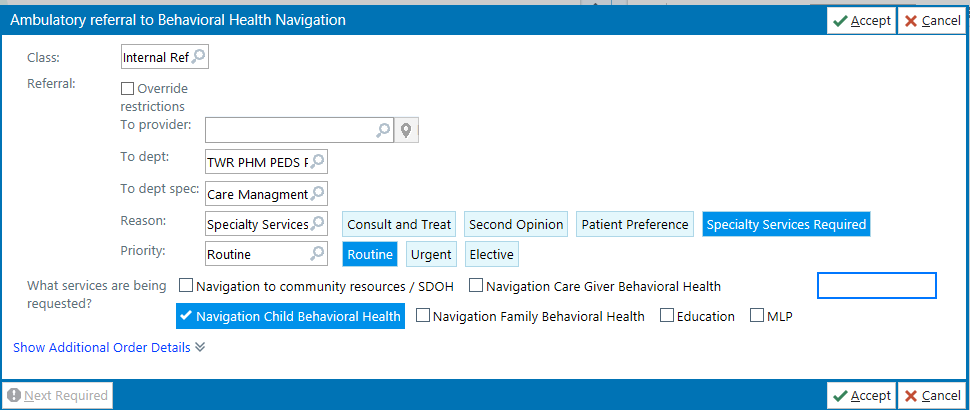 Ambulatory referral to Behavioral Health Navigation Accept Cancel
Class: Internal Ref
Referral: Override restrictions
To provider:
To dept: TWR PHM PEDS
To dept spec: Care Managment
Reason: Specialty Services Consult and Treat Second Opinion Patient Preference Specialty Services Required
Priority: Routine Routine Urgent Elective
What services are being requested? Navigation to community resources / SDOH Navigation Care Giver Behavioral Health
Navigation Child Behavioral Health Navigation Family Behavioral Health Education MLP
Show Additional Order Details
Next Required Accept Cancel